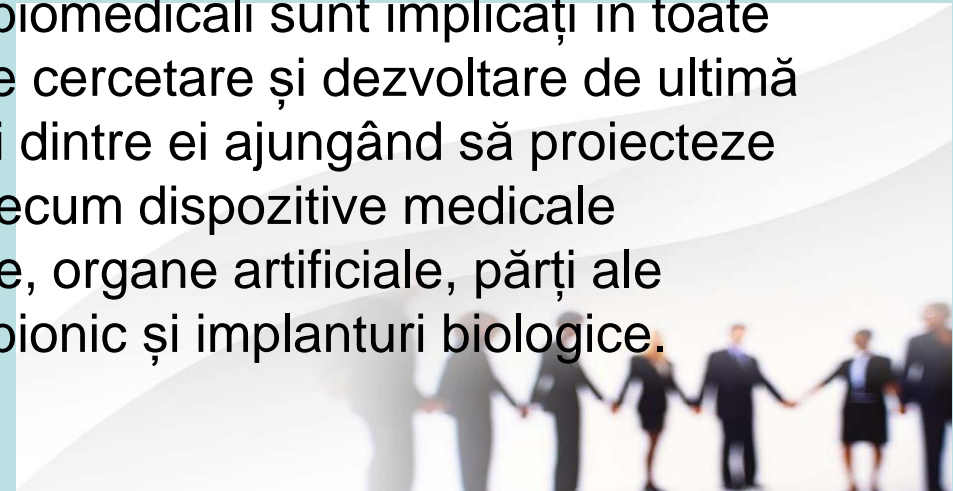 biomedicali sunt implicați în toate
e cercetare și dezvoltare de ultimă
i dintre ei ajungând să proiecteze
ecum dispozitive medicale
e, organe artificiale, părți ale
bionic și implanturi biologice.